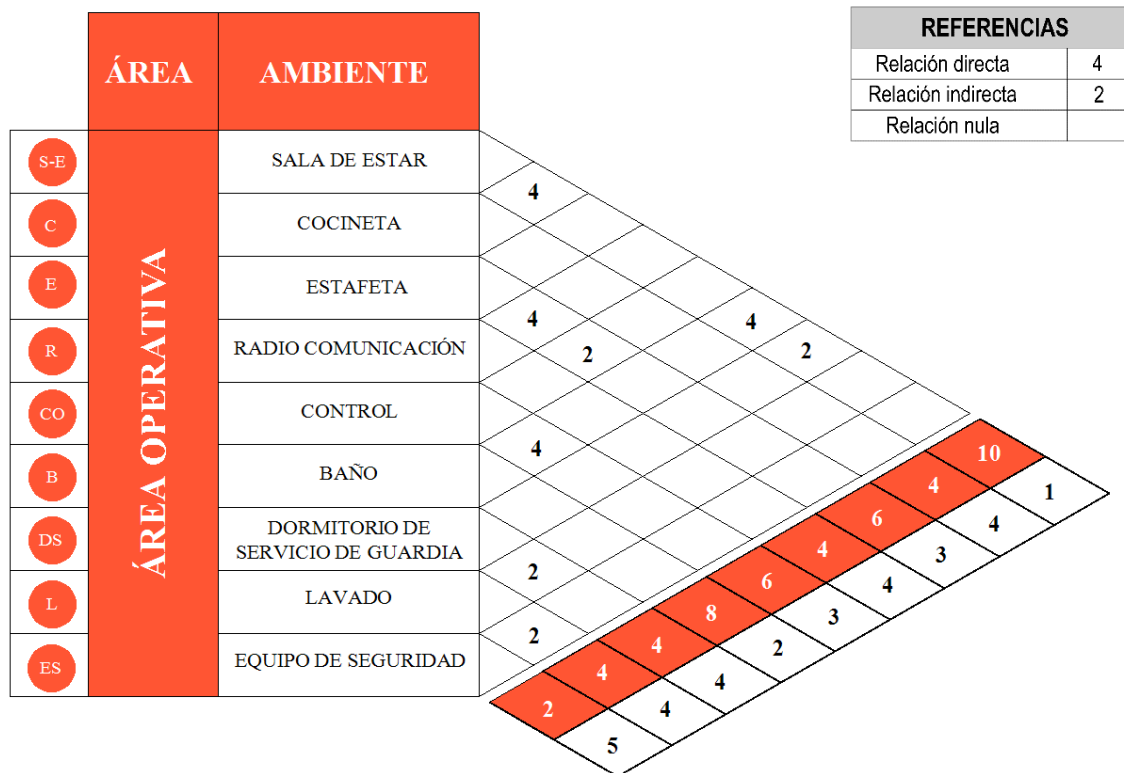 ÁREA AMBIENTE
REFERENCIAS
Relación directa 4
Relación indirecta 2
Relación nula
ÁREA OPERATIVA
S-E SALA DE ESTAR
4
C COCINETA
E ESTAFETA
4 4
R RADIO COMUNICACIÓN
2 2
CO CONTROL
4
B BAÑO
DS DORMITORIO DE
SERVICIO DE GUARDIA
2
L LAVADO
2
ES EQUIPO DE SEGURIDAD
10
4
6
4
6
8
4
4
2
1
4
3
4
3
2
4
4
5